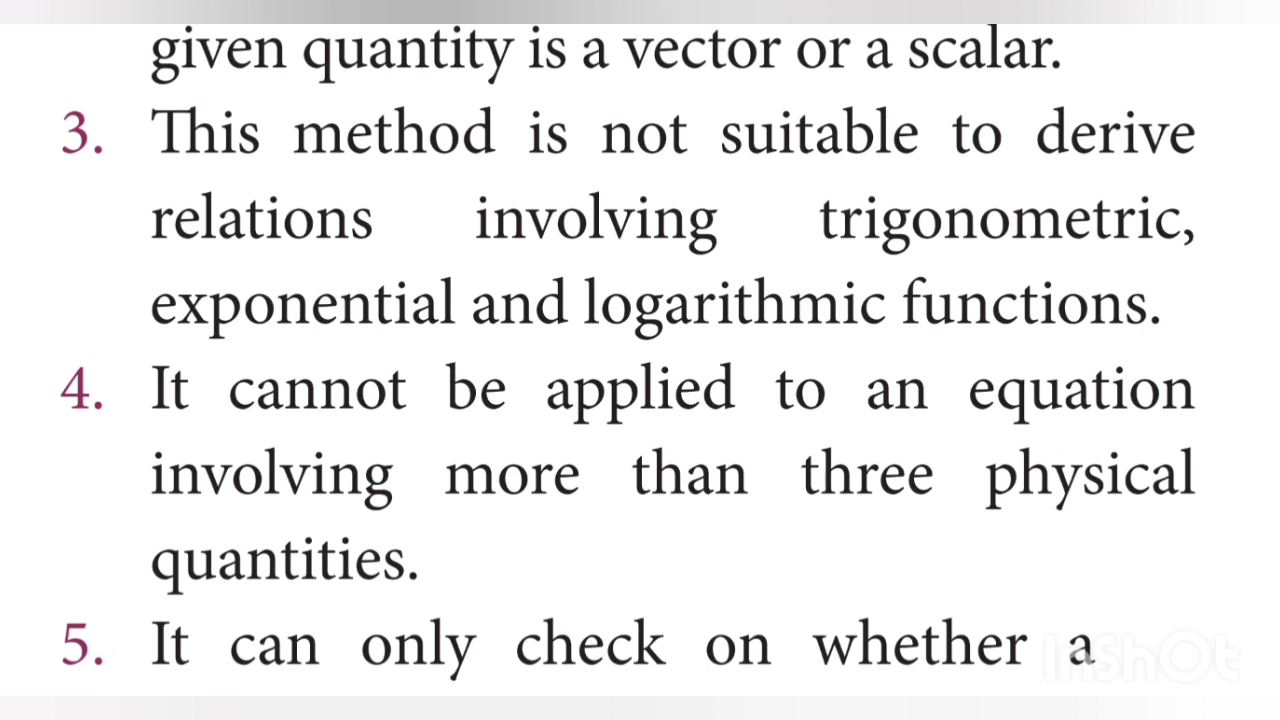 given quantity is a vector or a scalar.
3. This method is not suitable to derive
relations involving trigonometric,
exponential and logarithmic functions.
4. It cannot be applied to an equation
involving more than three physical
quantities.
5. It can only check on whether a
InShOt